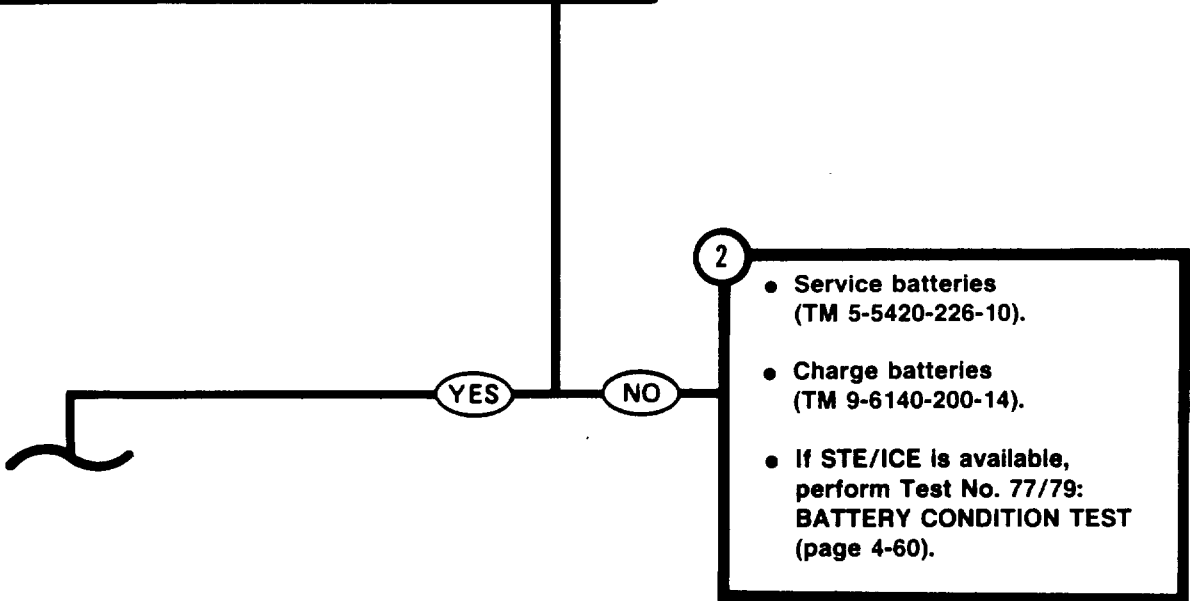 2
● Service batteries
(TM 5-5420-226-10).
● Charge batteries
(TM 9-6140-200-14).
● If STE/ICE is available,
perform Test No. 77/79:
BATTERY CONDITION TEST
(page 4-60).
YES
NO